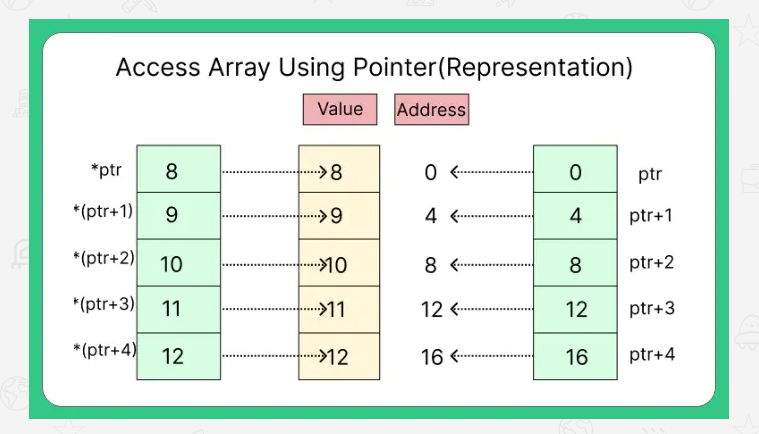 Access Array Using Pointer(Representation)
Value Address
*ptr 8 8 0 0 ptr
*(ptr+1) 9 9 4 4 ptr+1
*(ptr+2) 10 10 8 8 ptr+2
*(ptr+3) 11 11 12 12 ptr+3
*(ptr+4) 12 12 16 16 ptr+4